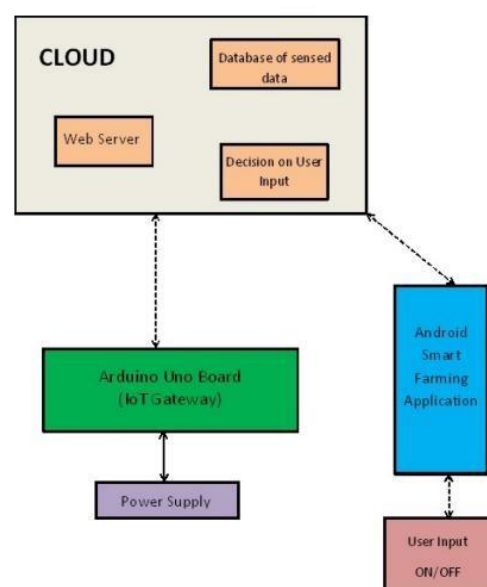 CLOUD
Database of sensed
data
Web Server
Decision on User
Input
Arduino Uno Board
(IoT Gateway)
Android
Smart
Farming
Application
Power Supply
User Input
ON/OFF